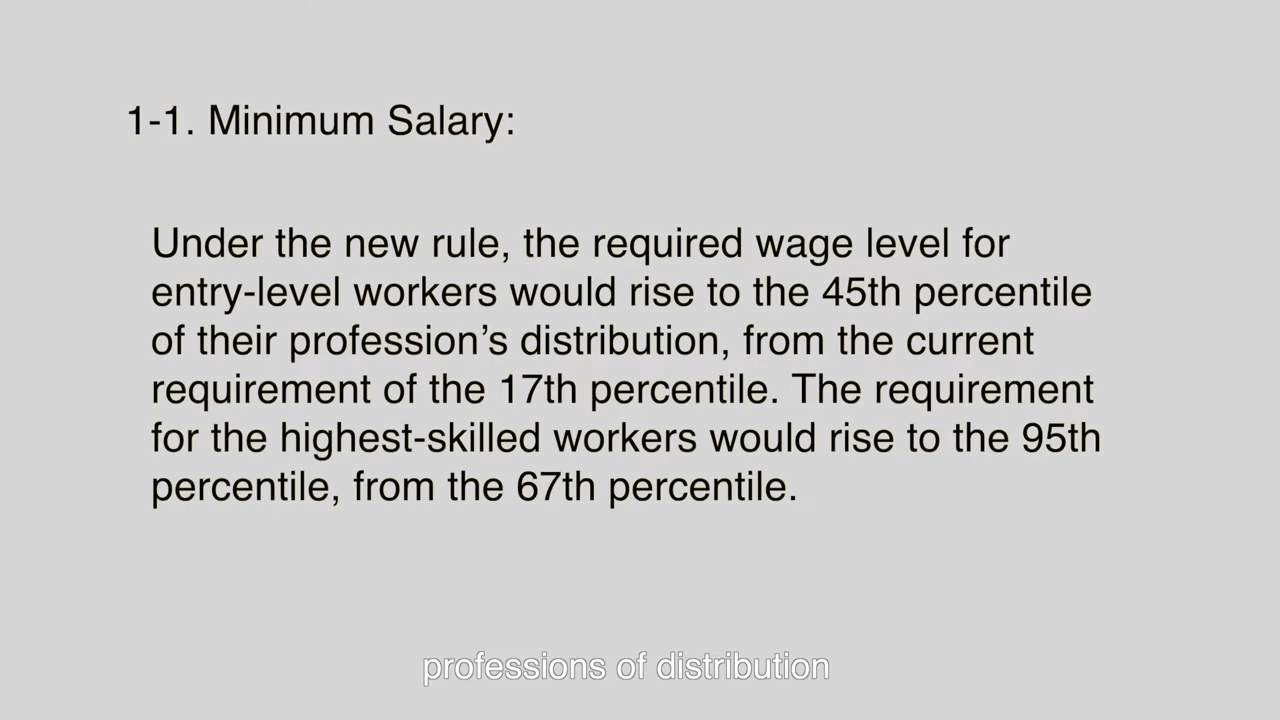 1-1. Minimum Salary:
Under the new rule, the required wage level for
entry-level workers would rise to the 45th percentile
of their profession’s distribution, from the current
requirement of the 17th percentile. The requirement
for the highest-skilled workers would rise to the 95th
percentile, from the 67th percentile.
professions of distribution